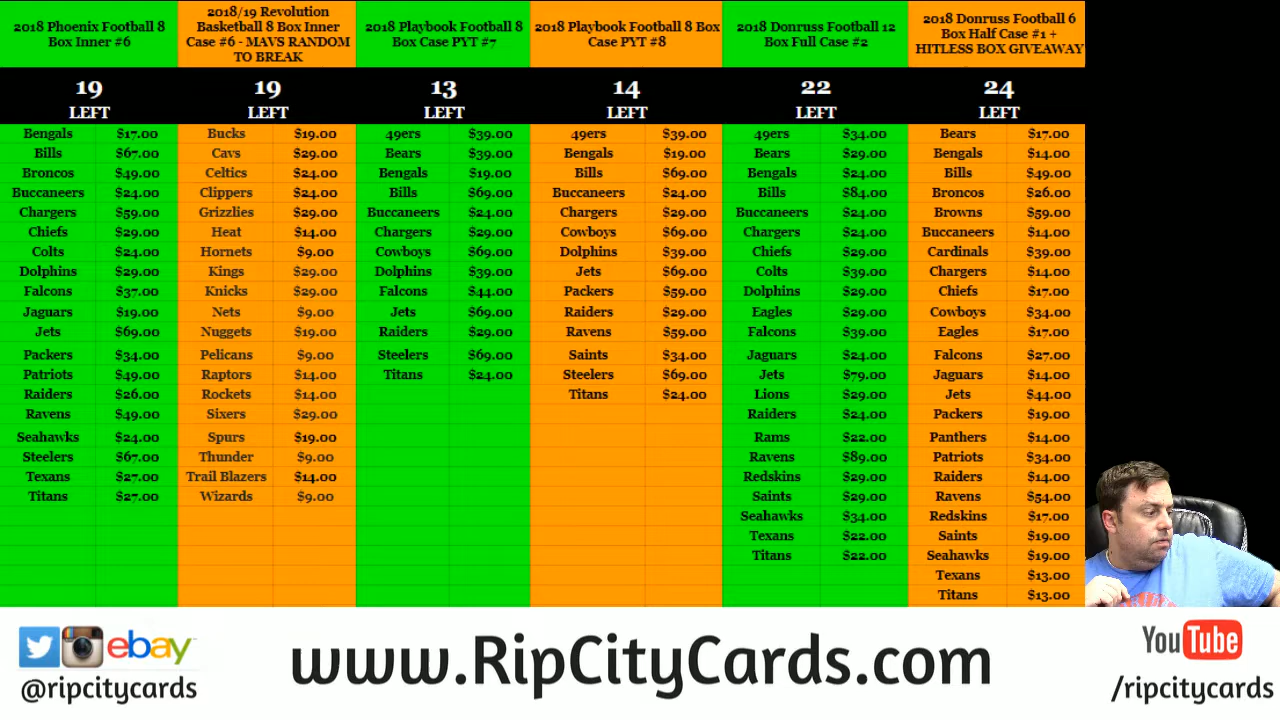 2018 Phoenix Football 8
Box Inner #6
19
LEFT
Bengals $17.00
Bills $67.00
Broncos $49.00
Buccaneers $24.00
Chargers $59.00
Chiefs $29.00
Colts $24.00
Dolphins $29.00
Falcons $37.00
Jaguars $19.00
Jets $69.00
Packers $34.00
Patriots $49.00
Raiders $26.00
Ravens $49.00
Seahawks $24.00
Steelers $67.00
Texans $27.00
Titans $27.00
2018/19 Revolution
Basketball 8 Box Inner
Case #6 - MAVS RANDOM
TO BREAK
19
LEFT
Bucks $19.00
Cavs $29.00
Celtics $24.00
Clippers $24.00
Grizzlies $29.00
Heat $14.00
Hornets $9.00
Kings $29.00
Knicks $29.00
Nets $9.00
Nuggets $19.00
Pelicans $9.00
Raptors $14.00
Rockets $14.00
Sixers $29.00
Spurs $19.00
Thunder $9.00
Trail Blazers $14.00
Wizards $9.00
2018 Playbook Football 8
Box Case PYT #7
13
LEFT
49ers $39.00
Bears $39.00
Bengals $19.00
Bills $69.00
Buccaneers $24.00
Chargers $29.00
Cowboys $69.00
Dolphins $39.00
Falcons $44.00
Jets $69.00
Raiders $29.00
Steelers $69.00
Titans $24.00
2018 Playbook Football 8 Box
Case PYT #8
14
LEFT
49ers $39.00
Bengals $19.00
Bills $69.00
Buccaneers $24.00
Chargers $29.00
Cowboys $69.00
Dolphins $39.00
Jets $69.00
Packers $59.00
Raiders $29.00
Ravens $59.00
Saints $34.00
Steelers $69.00
Titans $24.00
2018 Donruss Football 12
Box Full Case #2
22
LEFT
49ers $34.00
Bears $29.00
Bengals $24.00
Bills $84.00
Buccaneers $24.00
Chargers $24.00
Chiefs $29.00
Colts $39.00
Dolphins $29.00
Eagles $29.00
Falcons $39.00
Jaguars $24.00
Jets $79.00
Lions $29.00
Raiders $24.00
Rams $22.00
Ravens $89.00
Redskins $29.00
Saints $29.00
Seahawks $34.00
Texans $22.00
Titans $22.00
2018 Donruss Football 6
Box Half Case #1 +
HITLESS BOX GIVEAWAY
24
LEFT
Bears $17.00
Bengals $14.00
Bills $49.00
Broncos $26.00
Browns $59.00
Buccaneers $14.00
Cardinals $39.00
Chargers $14.00
Chiefs $17.00
Cowboys $34.00
Eagles $17.00
Falcons $27.00
Jaguars $14.00
Jets $44.00
Packers $19.00
Panthers $14.00
Patriots $34.00
Raiders $14.00
Ravens $54.00
Redskins $17.00
Saints $19.00
Seahawks $19.00
Texans $13.00
Titans $13.00
ebay
@ripcitycards
www.RipCityCards.com
YouTube
/ripcitycards